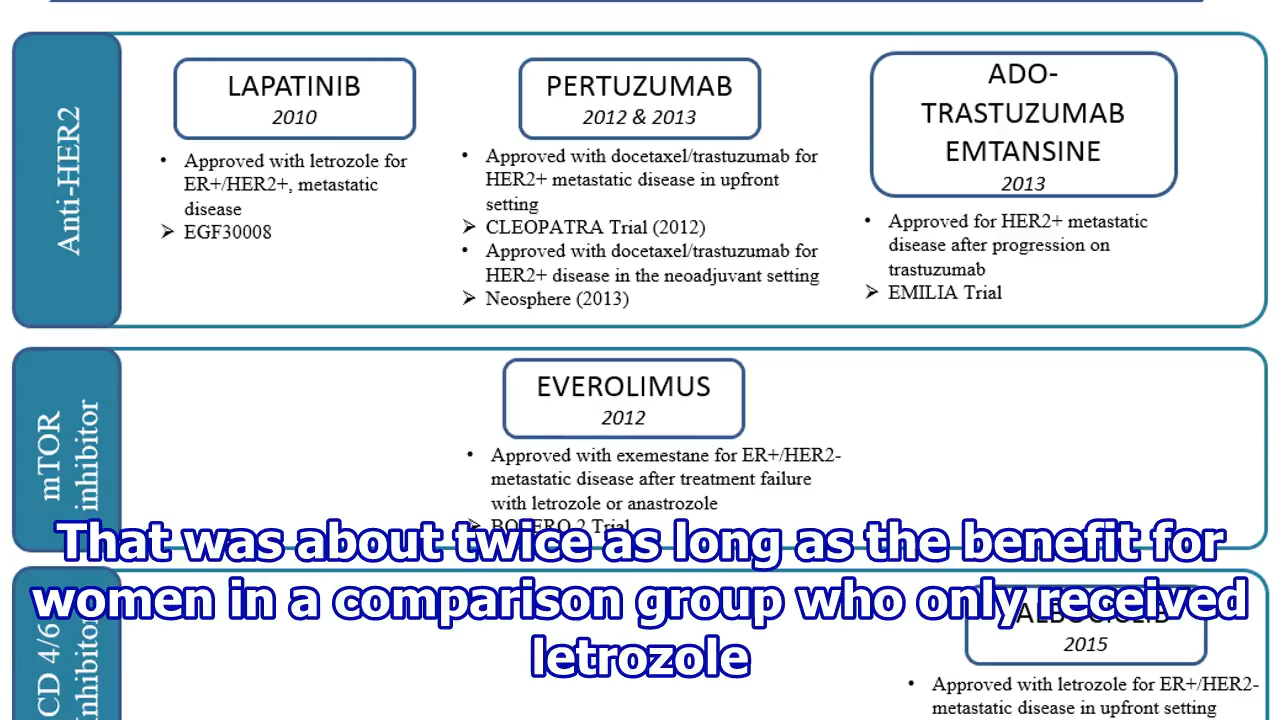 Anti-HER2
LAPATINIB
2010
• Approved with letrozole for
ER+/HER2+, metastatic
disease
➢ EGF30008
PERTUZUMAB
2012 & 2013
• Approved with docetaxel/trastuzumab for
HER2+ metastatic disease in upfront
setting
➢ CLEOPATRA Trial (2012)
• Approved with docetaxel/trastuzumab for
HER2+ disease in the neoadjuvant setting
➢ Neosphere (2013)
ADO-
TRASTUZUMAB
EMTANSINE
2013
• Approved for HER2+ metastatic
disease after progression on
trastuzumab
➢ EMILIA Trial
mTOR
inhibitor
EVEROLIMUS
2012
• Approved with exemestane for ER+/HER2-
metastatic disease after treatment failure
with letrozole or anastrozole
➢ Trial
That was about twice as long as the benefit for
women in a comparison group who only received
letrozole
CD 4/6
2015
• Approved with letrozole for ER+/HER2-
metastatic disease in upfront setting